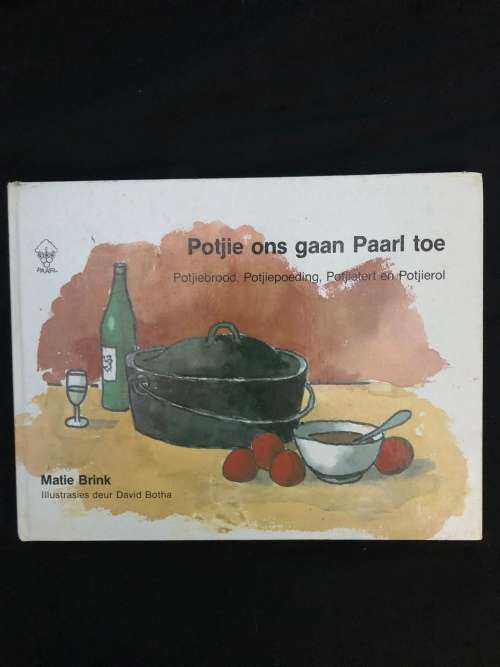 Potjie ons gaan Paarl toe
Potjiebrood, Potjiepoeding, Potjietert en Potjierol
PAARL
Matie Brink
Illustrasies deur David Botha